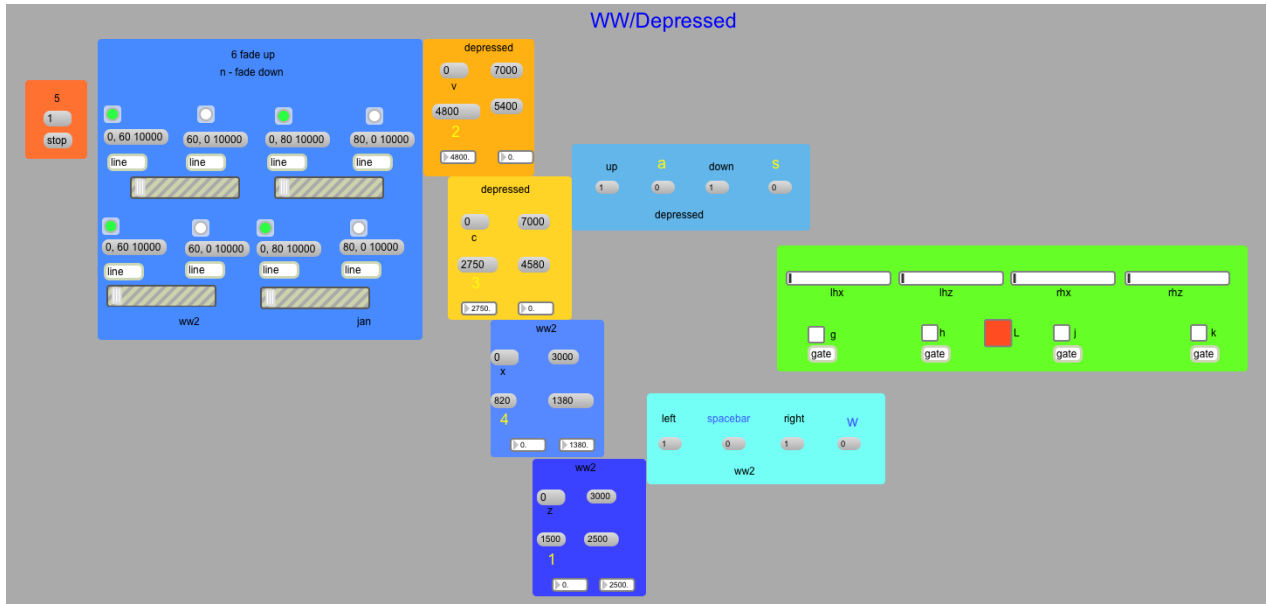 WW/Depressed
5
1
stop
6 fade up
n - fade down
0, 60 10000
60, 0 10000
0, 80 10000
80, 0 10000
line
line
line
line
0, 60 10000
60, 0 10000
0, 80 10000
80, 0 10000
line
line
line
line
ww2
jan
depressed
0
7000
v
4800
5400
2
4800.
0.
depressed
0
7000
c
2750
4580
3
2750.
0.
ww2
0
3000
x
820
1380
4
0.
1380.
ww2
0
3000
z
1500
2500
1
0.
2500.
up
a
down
s
1
0
1
0
depressed
left
spacebar
right
w
1
0
1
0
ww2
lhx
lhz
rhx
rhz
g
h
L
j
k
gate
gate
gate
gate